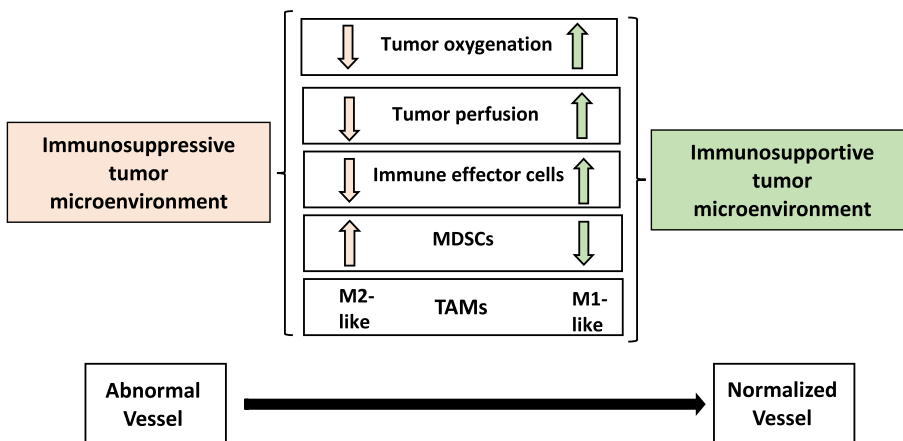 Tumor oxygenation
Tumor perfusion
Immune effector cells
MDSCs
M2-
like
TAMs
M1-
like
Immunosuppressive
tumor
microenvironment
Immunosupportive
tumor
microenvironment
Abnormal
Vessel
Normalized
Vessel